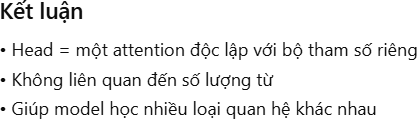 Kết luận
• Head = một attention độc lập với bộ tham số riêng
• Không liên quan đến số lượng từ
• Giúp model học nhiều loại quan hệ khác nhau